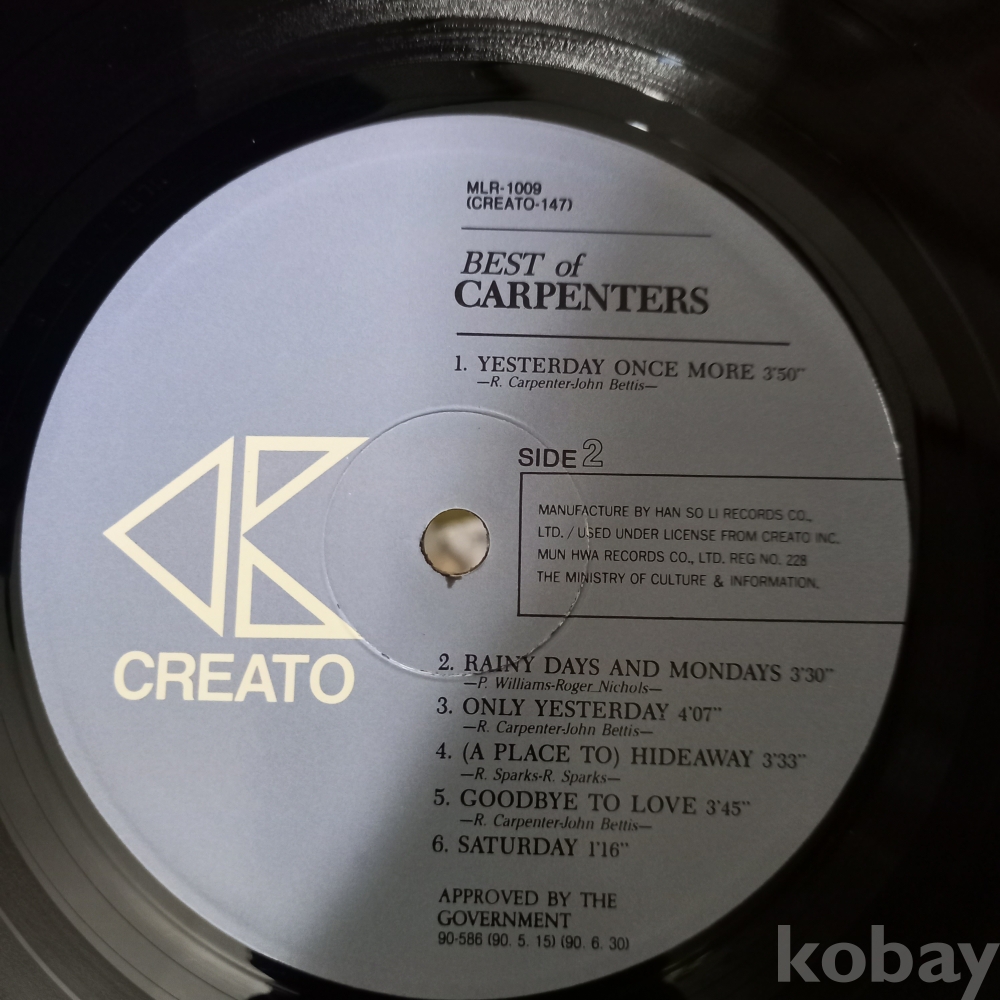 MLR-1009
(CREATO-147)
BEST of
CARPENTERS
1. YESTERDAY ONCE MORE 3'50"
—R. Carpenter-John Bettis—
SIDE 2
MANUFACTURE BY HAN SO LI RECORDS CO.,
LTD. / USED UNDER LICENSE FROM CREATO INC.
MUN HWA RECORDS CO., LTD. REG NO. 228
THE MINISTRY OF CULTURE & INFORMATION.
CREATO
2. RAINY DAYS AND MONDAYS 3'30"
—P. Williams-Roger Nichols—
3. ONLY YESTERDAY 4'07"
—R. Carpenter-John Bettis—
4. (A PLACE TO) HIDEAWAY 3'33"
—R. Sparks-R. Sparks—
5. GOODBYE TO LOVE 3'45"
—R. Carpenter-John Bettis—
6. SATURDAY 1'16"
APPROVED BY THE
GOVERNMENT
90-586 (90. 5. 15) (90. 6. 30)
kobay